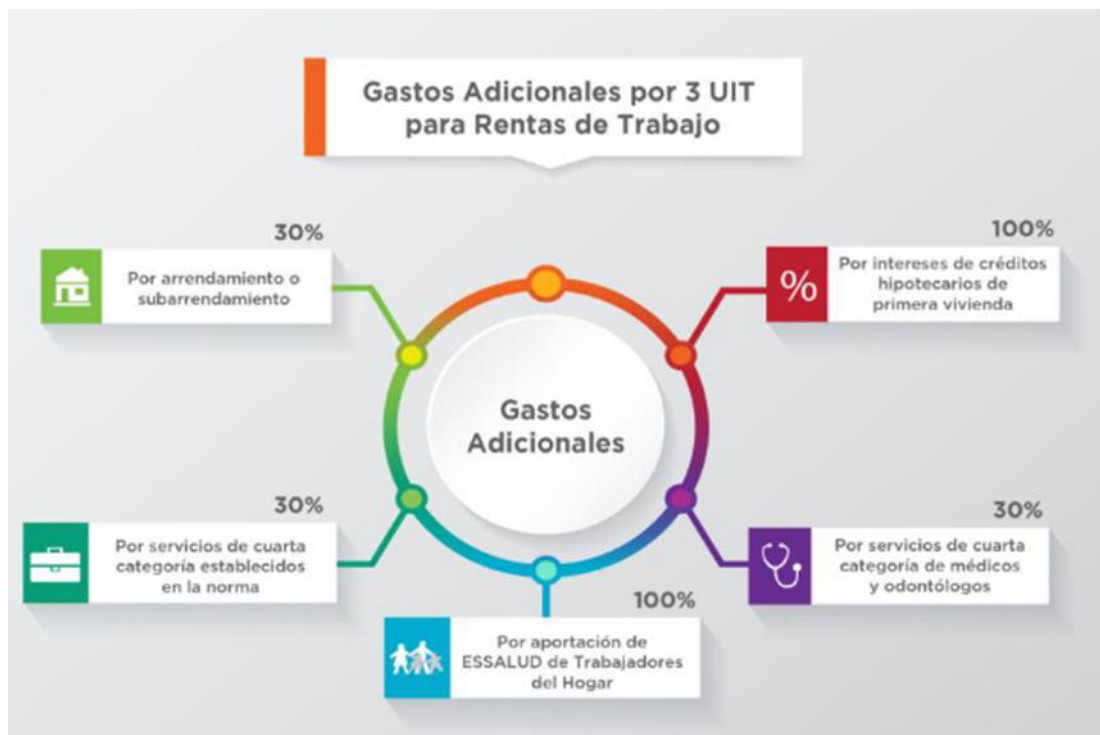 Gastos Adicionales por 3 UIT
para Rentas de Trabajo
30%
Por arrendamiento o
subarrendamiento
100%
%
Por intereses de créditos
hipotecarios de
primera vivienda
Gastos
Adicionales
30%
Por servicios de cuarta
categoría establecidos
en la norma
30%
Por servicios de cuarta
categoría de médicos
y odontólogos
100%
Por aportación de
ESSALUD de Trabajadores
del Hogar